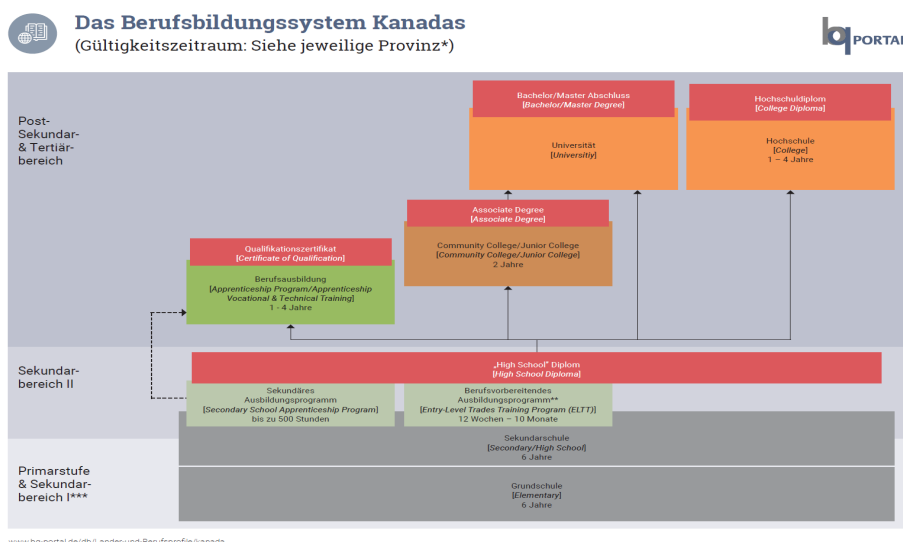 Das Berufsbildungssystem Kanadas
(Gültigkeitszeitraum: Siehe jeweilige Provinz*)
bq PORTAL
Post-
Sekundar-
& Tertiär-
bereich
Bachelor/Master Abschluss
[Bachelor/Master Degree]
Universität
[Universitiy]
Hochschuldiplom
[College Diploma]
Hochschule
[College]
1 – 4 Jahre
Associate Degree
[Associate Degree]
Community College/Junior College
[Community College/Junior College]
2 Jahre
Qualifikationszertifikat
[Certificate of Qualification]
Berufsausbildung
[Apprenticeship Program/Apprenticeship
Vocational & Technical Training]
1 - 4 Jahre
Sekundar-
bereich II
„High School" Diplom
[High School Diploma]
Sekundäres
Ausbildungsprogramm
[Secondary School Apprenticeship Program]
bis zu 500 Stunden
Berufsvorbereitendes
Ausbildungsprogramm**
[Entry-Level Trades Training Program (ELTT)]
12 Wochen – 10 Monate
Sekundarschule
[Secondary/High School]
6 Jahre
Primarstufe
& Sekundar-
bereich I***
Grundschule
[Elementary]
6 Jahre